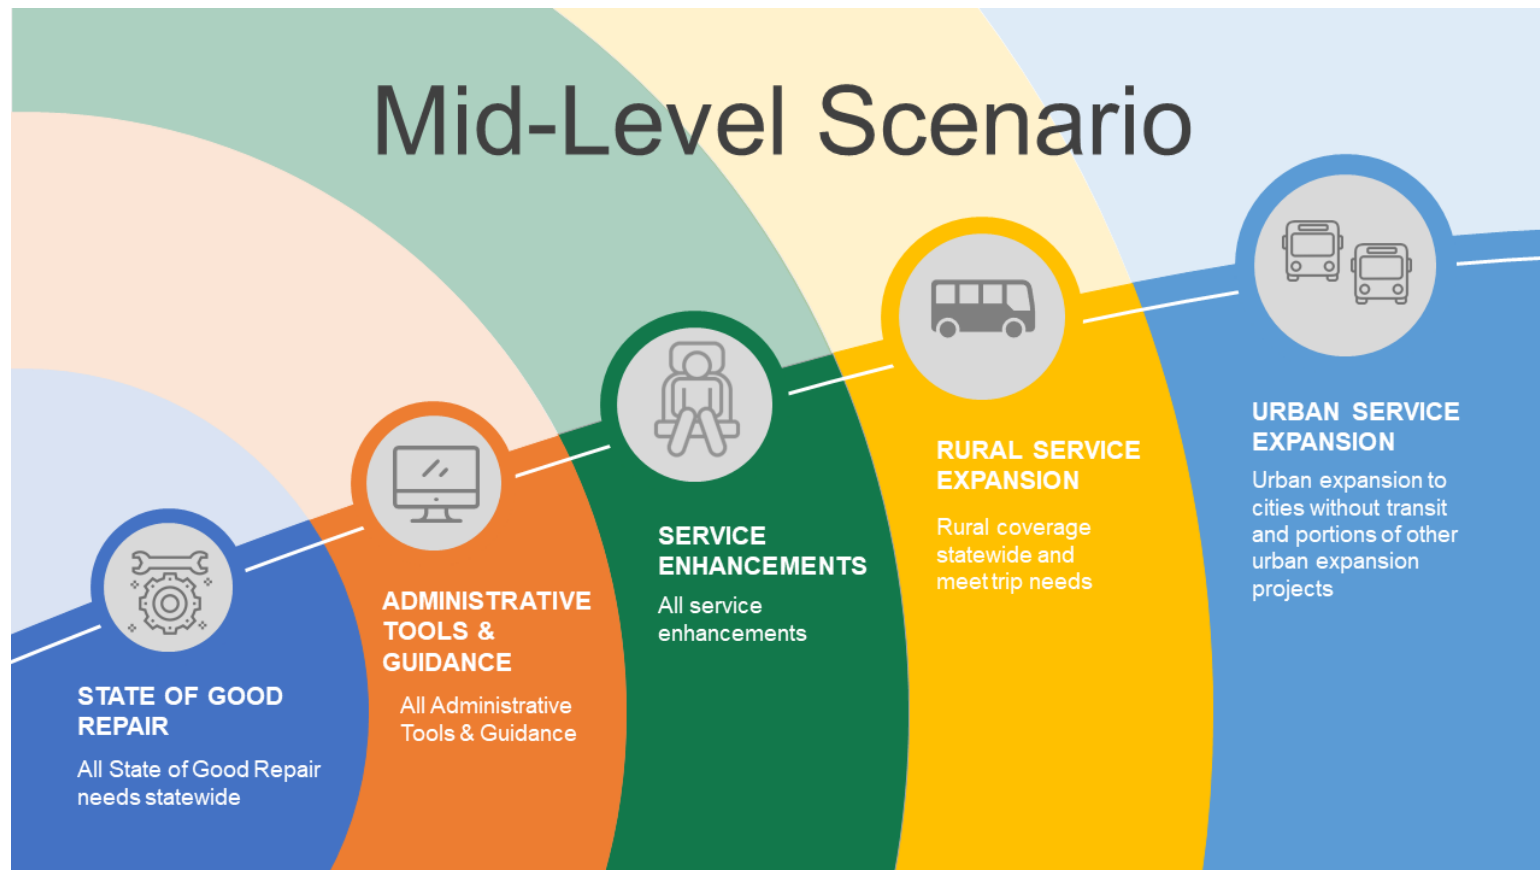 Mid-Level Scenario
STATE OF GOOD
REPAIR
All State of Good Repair
needs statewide
ADMINISTRATIVE
TOOLS &
GUIDANCE
All Administrative
Tools & Guidance
SERVICE
ENHANCEMENTS
All service
enhancements
RURAL SERVICE
EXPANSION
Rural coverage
statewide and
meet trip needs
URBAN SERVICE
EXPANSION
Urban expansion to
cities without transit
and portions of other
urban expansion
projects